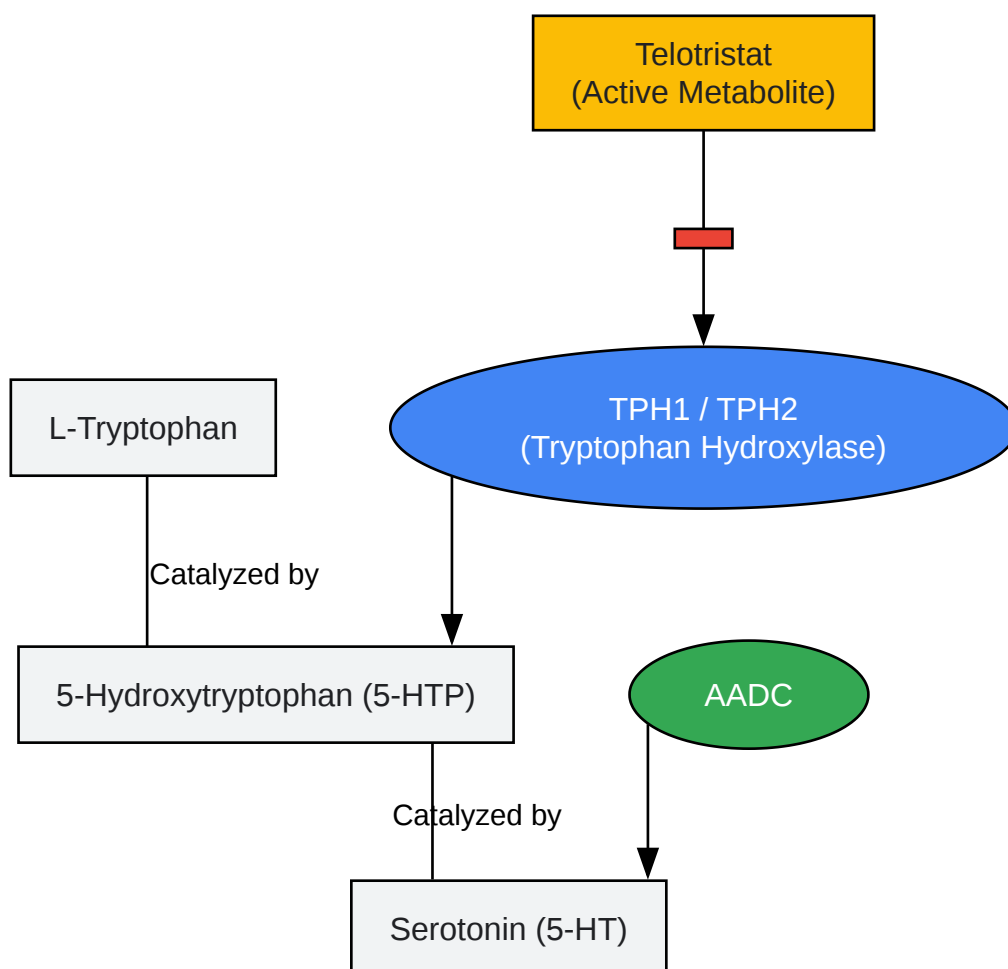 Telotristat
(Active Metabolite)
TPH1 / TPH2
(Tryptophan Hydroxylase)
L-Tryptophan
Catalyzed by
5-Hydroxytryptophan (5-HTP)
AADC
Catalyzed by
Serotonin (5-HT)